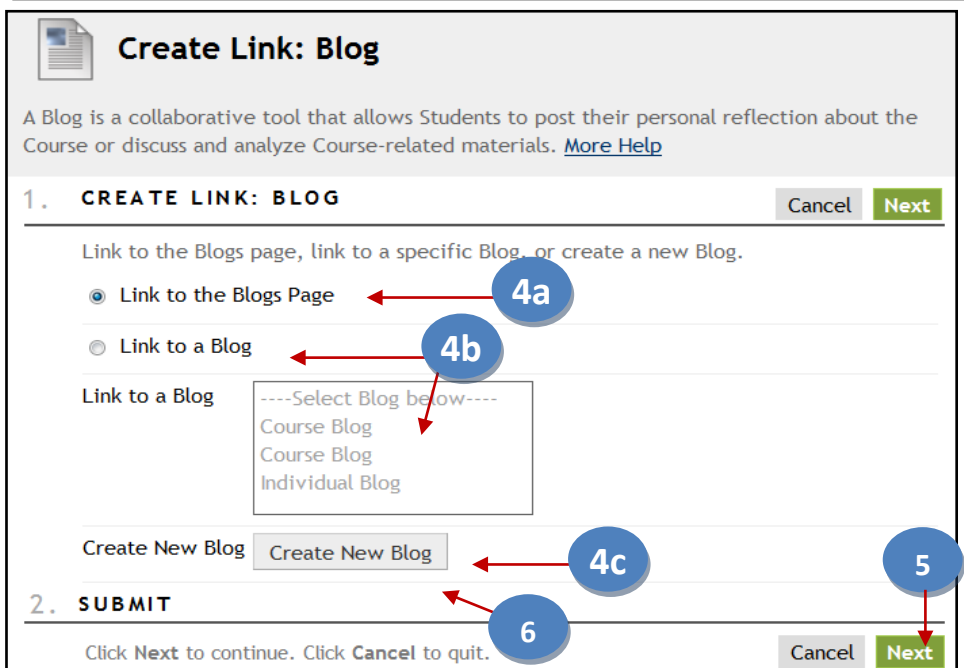 Create Link: Blog
A Blog is a collaborative tool that allows Students to post their personal reflection about the
Course or discuss and analyze Course-related materials. More Help
1. CREATE LINK: BLOG Cancel Next
Link to the Blogs page, link to a specific Blog, or create a new Blog.
Link to the Blogs Page 4a
Link to a Blog 4b
Link to a Blog ----Select Blog below----
Course Blog
Course Blog
Individual Blog
Create New Blog Create New Blog 4c 5
2. SUBMIT 6
Click Next to continue. Click Cancel to quit. Cancel Next